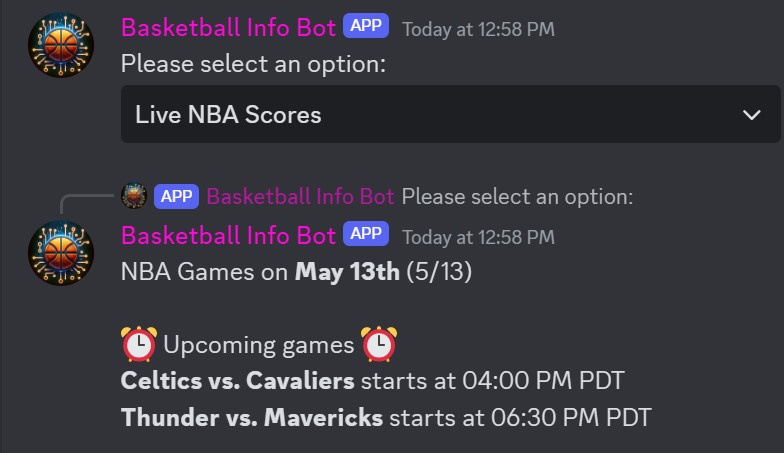 Basketball Info Bot APP Today at 12:58 PM
Please select an option:
Live NBA Scores
APP Basketball Info Bot Please select an option:
Basketball Info Bot APP Today at 12:58 PM
NBA Games on May 13th (5/13)
Upcoming games
Celtics vs. Cavaliers starts at 04:00 PM PDT
Thunder vs. Mavericks starts at 06:30 PM PDT